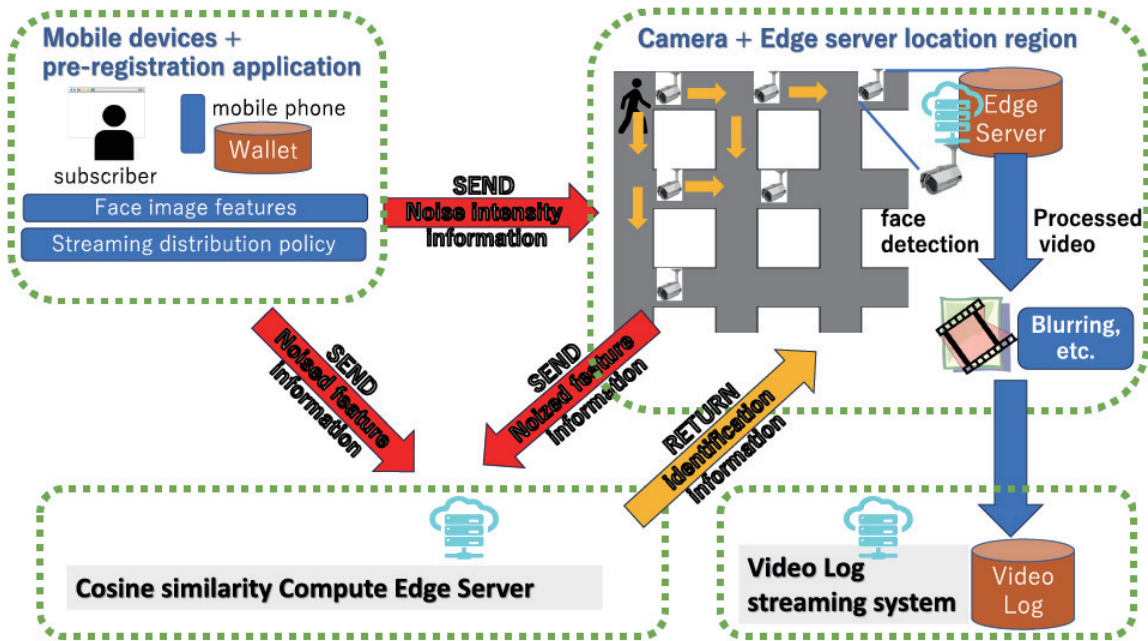 Mobile devices +
pre-registration application
mobile phone
Wallet
subscriber
Face image features
Streaming distribution policy
SEND
Noise intensity
information
Camera + Edge server location region
Edge
Server
face
detection
Processed
video
Blurring,
etc.
SEND
Noised feature
information
SEND
Noized feature
information
RETURN
identification
information
Cosine similarity Compute Edge Server
Video Log
streaming system
Video
Log